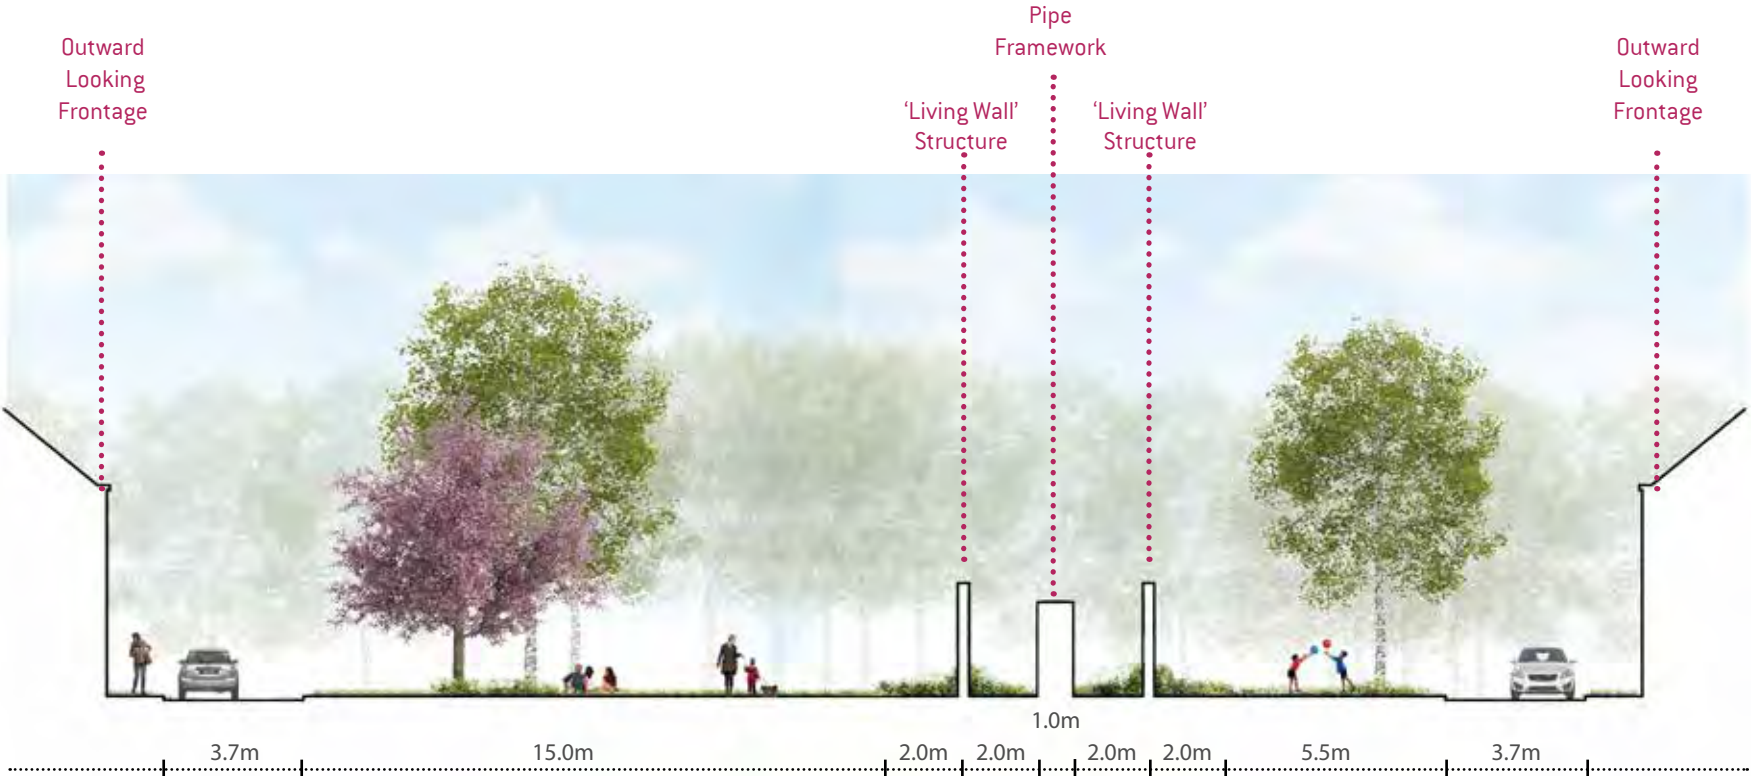 Pipe
Framework
Outward
Looking
Frontage
Outward
Looking
Frontage
‘Living Wall’
Structure
‘Living Wall’
Structure
1.0m
3.7m
15.0m
2.0m
2.0m
2.0m
2.0m
5.5m
3.7m